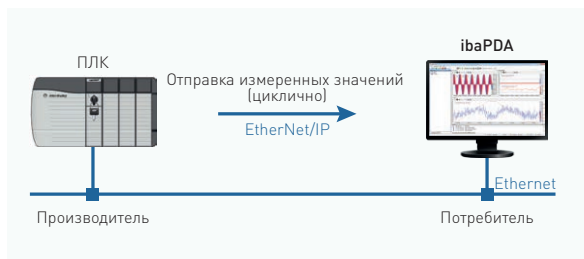 ibaPDA
ПЛК
Отправка измеренных значений
(циклично)
EtherNet/IP
Ethernet
Производитель
Потребитель